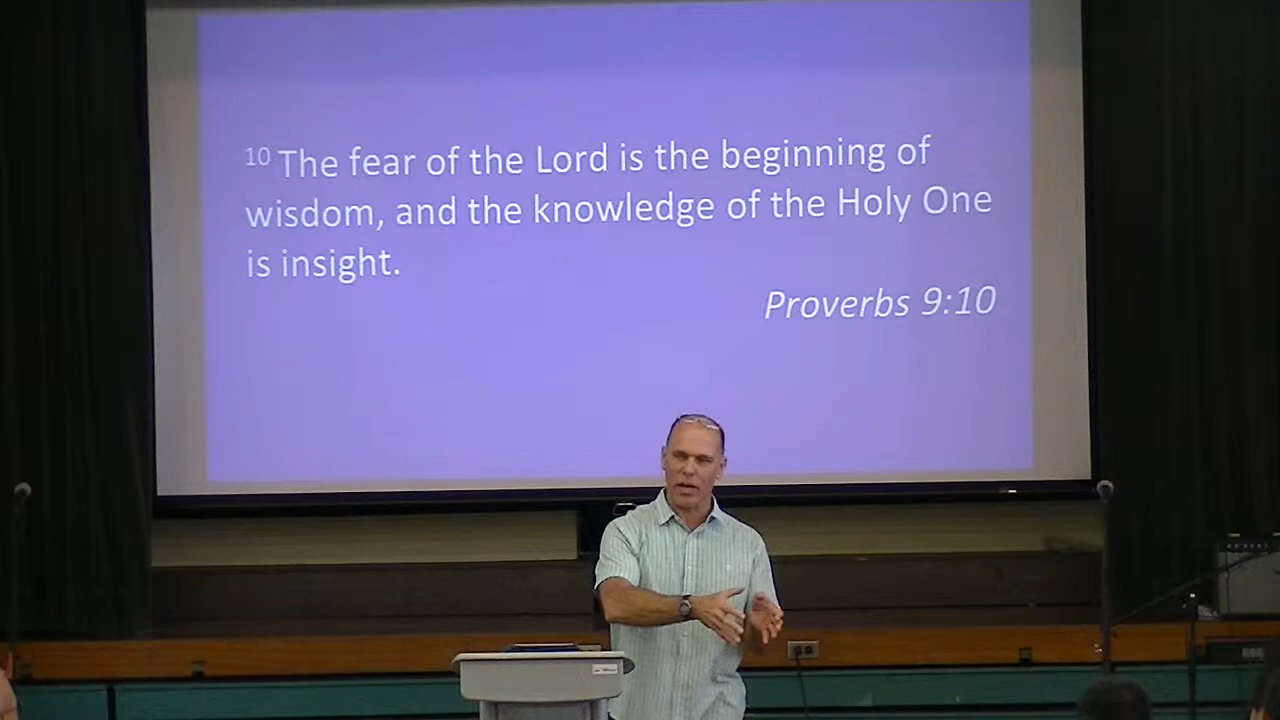 10 The fear of the Lord is the beginning of
wisdom, and the knowledge of the Holy One
is insight.
Proverbs 9:10